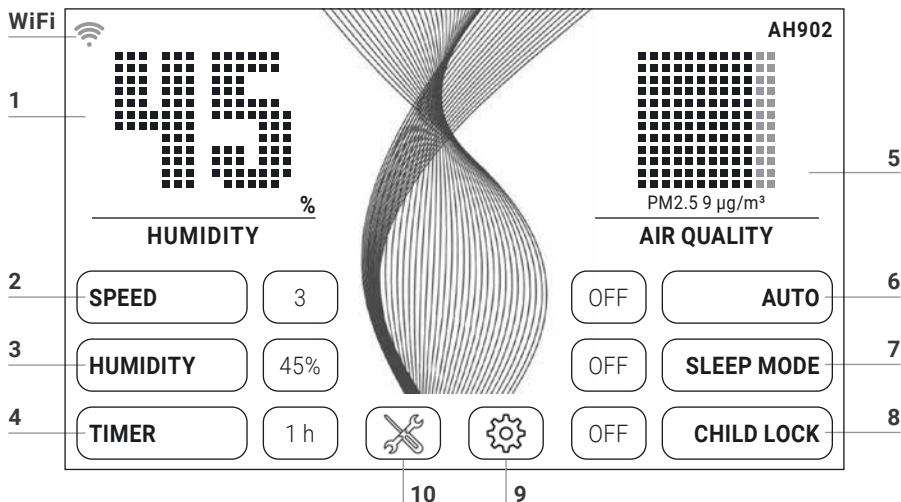 WiFi
AH902
1
45
%
HUMIDITY
5
PM2.5 9 µg/m³
AIR QUALITY
2
SPEED
3
OFF
AUTO
6
3
HUMIDITY
45%
OFF
SLEEP MODE
7
4
TIMER
1 h
OFF
CHILD LOCK
8
10
9